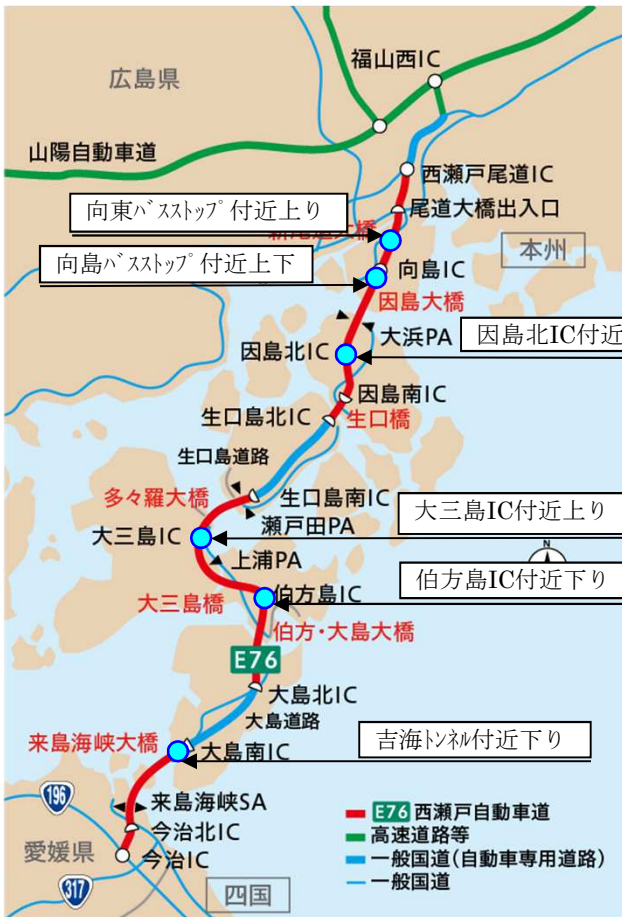 福山西IC
広島県
山陽自動車道
西瀬戸尾道IC
向東ﾊﾞｽｽﾄｯﾌﾟ付近上り
尾道大橋出入口
新尾道大橋
本州
向島ﾊﾞｽｽﾄｯﾌﾟ付近上下
向島IC
因島大橋
大浜PA
因島北IC付近
因島北IC
因島南IC
生口島北IC
生口橋
生口島道路
多々羅大橋
生口島南IC
瀬戸田PA
大三島IC付近上り
大三島IC
上浦PA
N
伯方島IC付近下り
大三島橋
伯方島IC
伯方・大島大橋
E76
大島北IC
大島道路
来島海峡大橋
大島南IC
吉海ﾄﾝﾈﾙ付近下り
196
来島海峡SA
今治北IC
愛媛県
今治IC
317
四国
E76 西瀬戸自動車道
高速道路等
一般国道(自動車専用道路)
一般国道